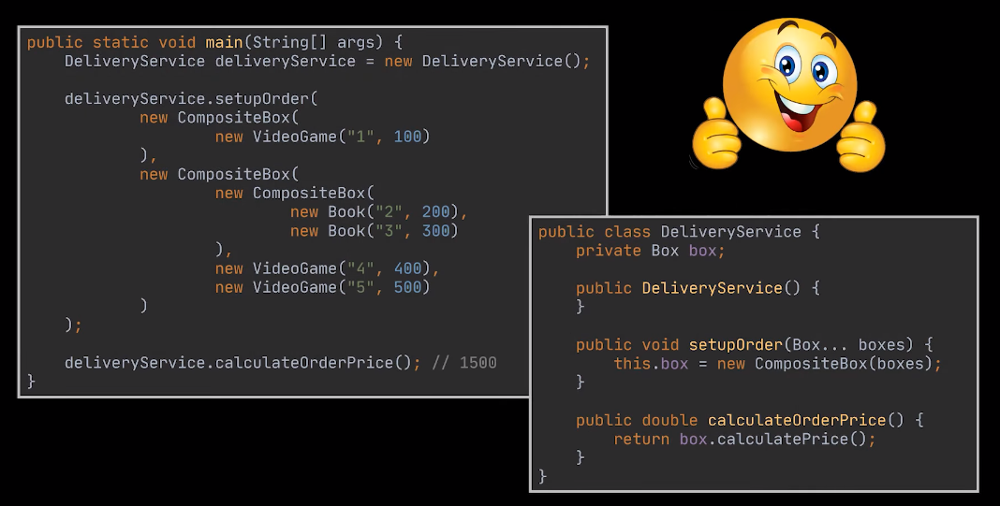 public static void main(String[] args) {
DeliveryService deliveryService = new DeliveryService();
deliveryService.setupOrder(
new CompositeBox(
new VideoGame("1", 100)
),
new CompositeBox(
new CompositeBox(
new Book("2", 200),
new Book("3", 300)
),
new VideoGame("4", 400),
new VideoGame("5", 500)
)
);
deliveryService.calculateOrderPrice(); // 1500
}
public class DeliveryService {
private Box box;
public DeliveryService() {
}
public void setupOrder(Box... boxes) {
this.box = new CompositeBox(boxes);
}
public double calculateOrderPrice() {
return box.calculatePrice();
}
}